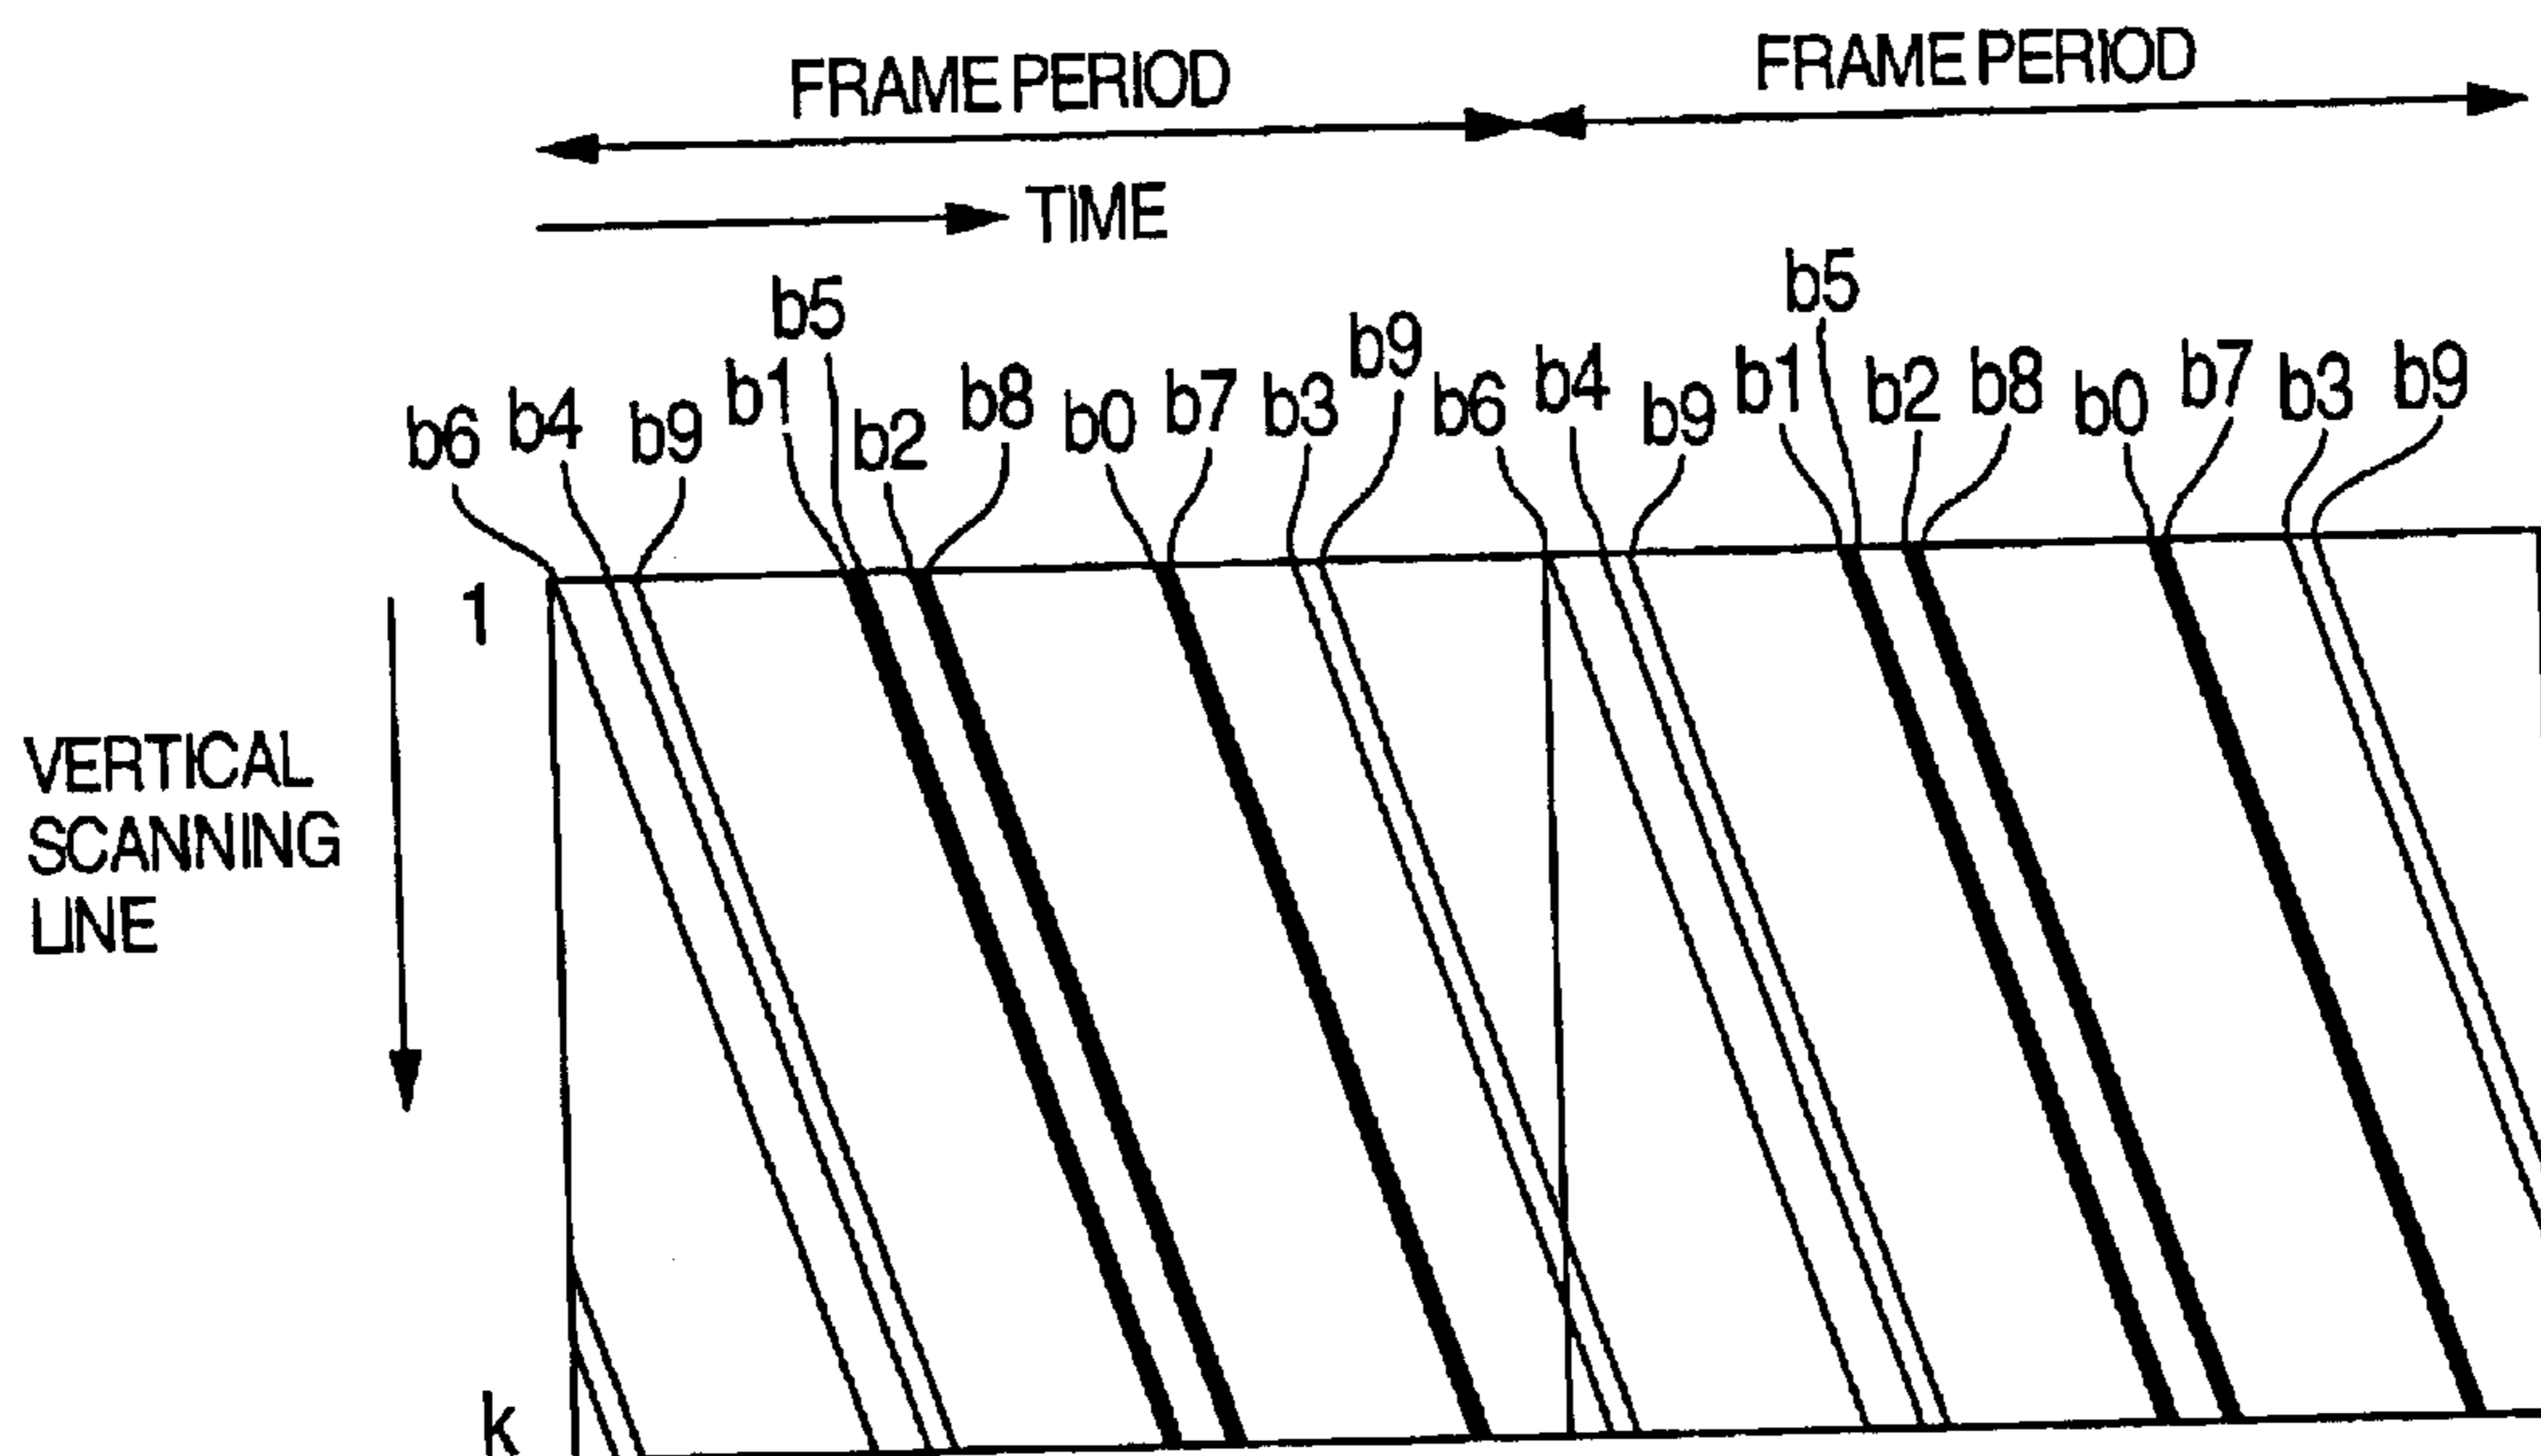 FRAME PERIOD FRAME PERIOD
TIME
b6 b4 b9 b1 b5 b2 b8 b0 b7 b3 b9 b6 b4 b9 b1 b5 b2 b8 b0 b7 b3 b9
1
VERTICAL
SCANNING
LINE
k